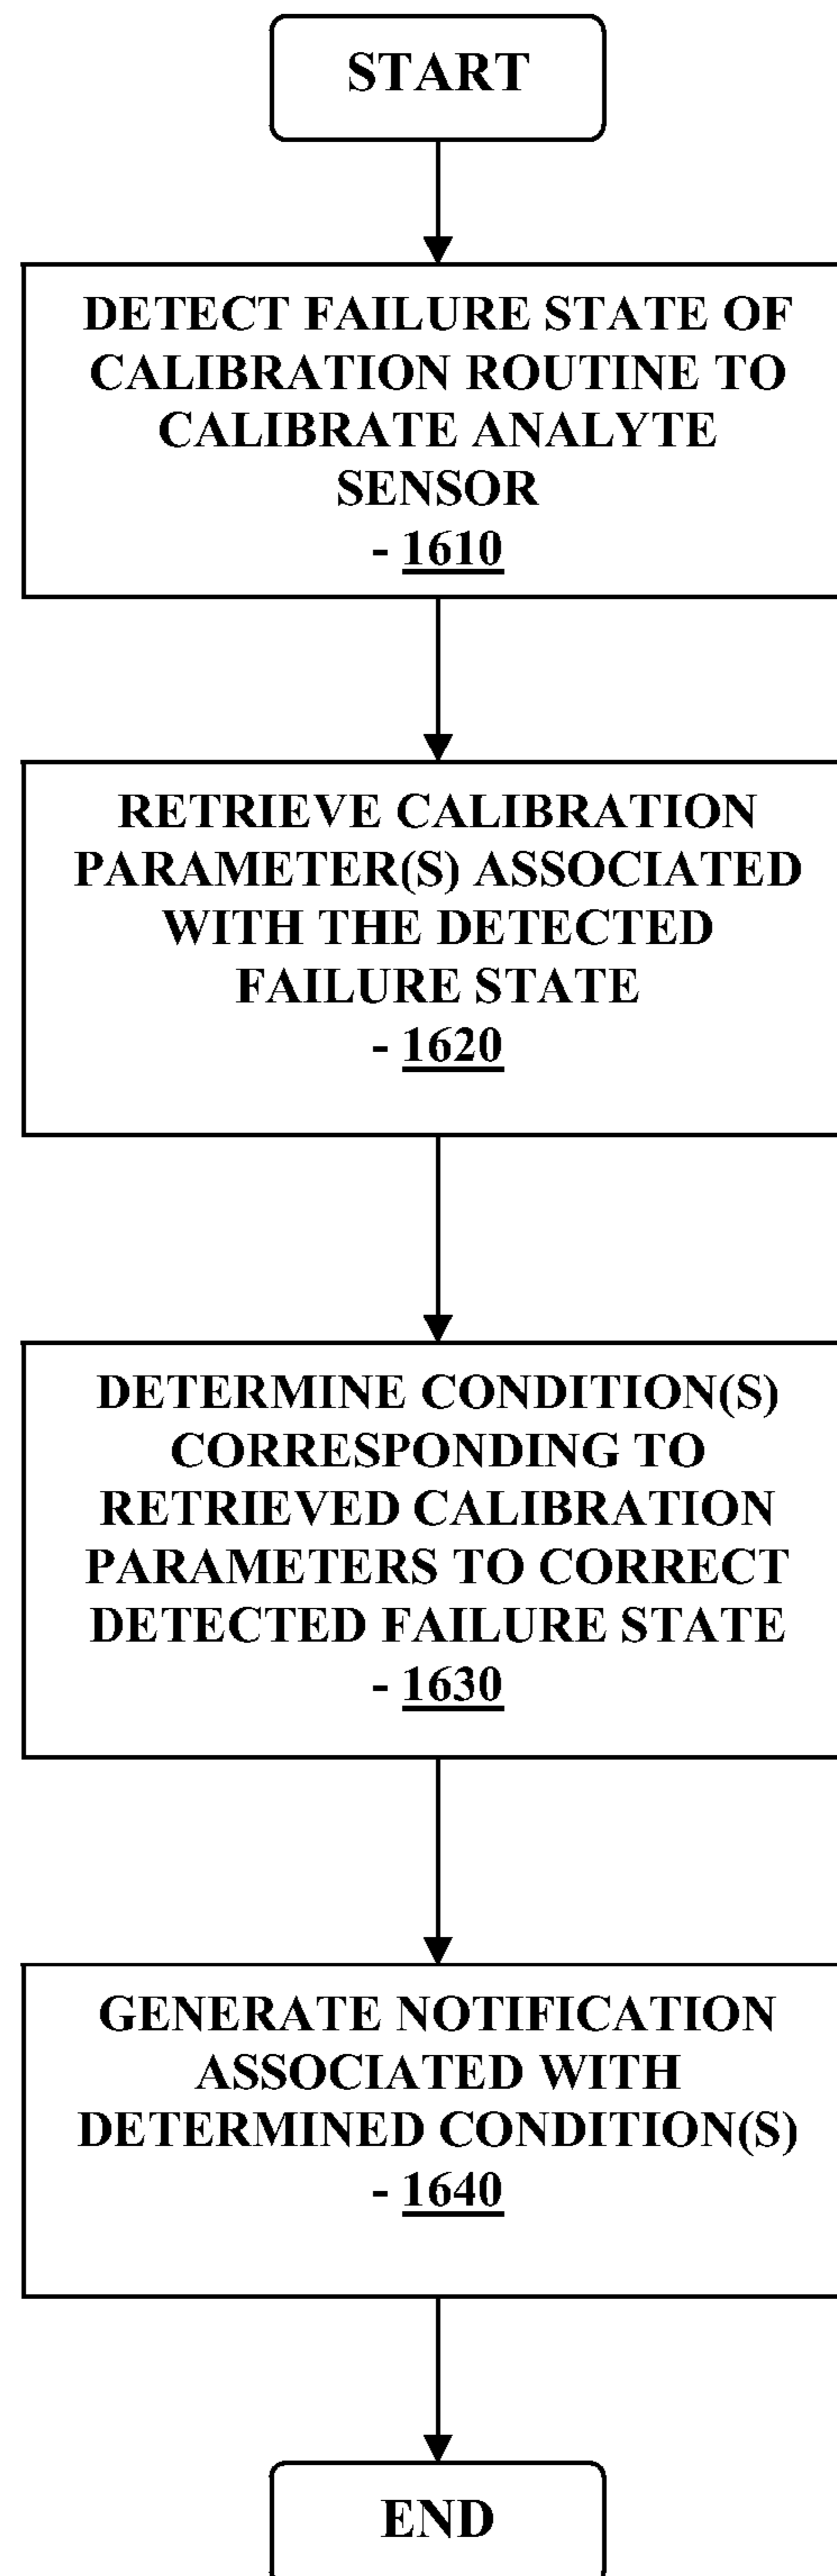 START
DETECT FAILURE STATE OF
CALIBRATION ROUTINE TO
CALIBRATE ANALYTE
SENSOR
- 1610
RETRIEVE CALIBRATION
PARAMETER(S) ASSOCIATED
WITH THE DETECTED
FAILURE STATE
- 1620
DETERMINE CONDITION(S)
CORRESPONDING TO
RETRIEVED CALIBRATION
PARAMETERS TO CORRECT
DETECTED FAILURE STATE
- 1630
GENERATE NOTIFICATION
ASSOCIATED WITH
DETERMINED CONDITION(S)
- 1640
END